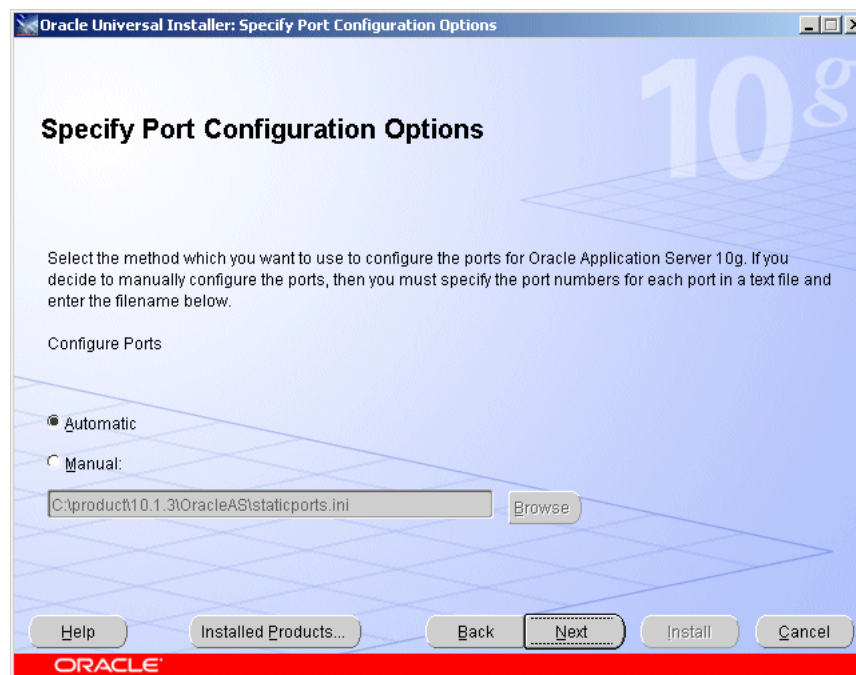 Oracle Universal Installer: Specify Port Configuration Options
10g
Specify Port Configuration Options
Select the method which you want to use to configure the ports for Oracle Application Server 10g. If you
decide to manually configure the ports, then you must specify the port numbers for each port in a text file and
enter the filename below.
Configure Ports
Automatic
Manual:
C:\product\10.1.3\OracleAS\staticports.ini
Browse
Help
Installed Products...
Back
Next
Install
Cancel
ORACLE